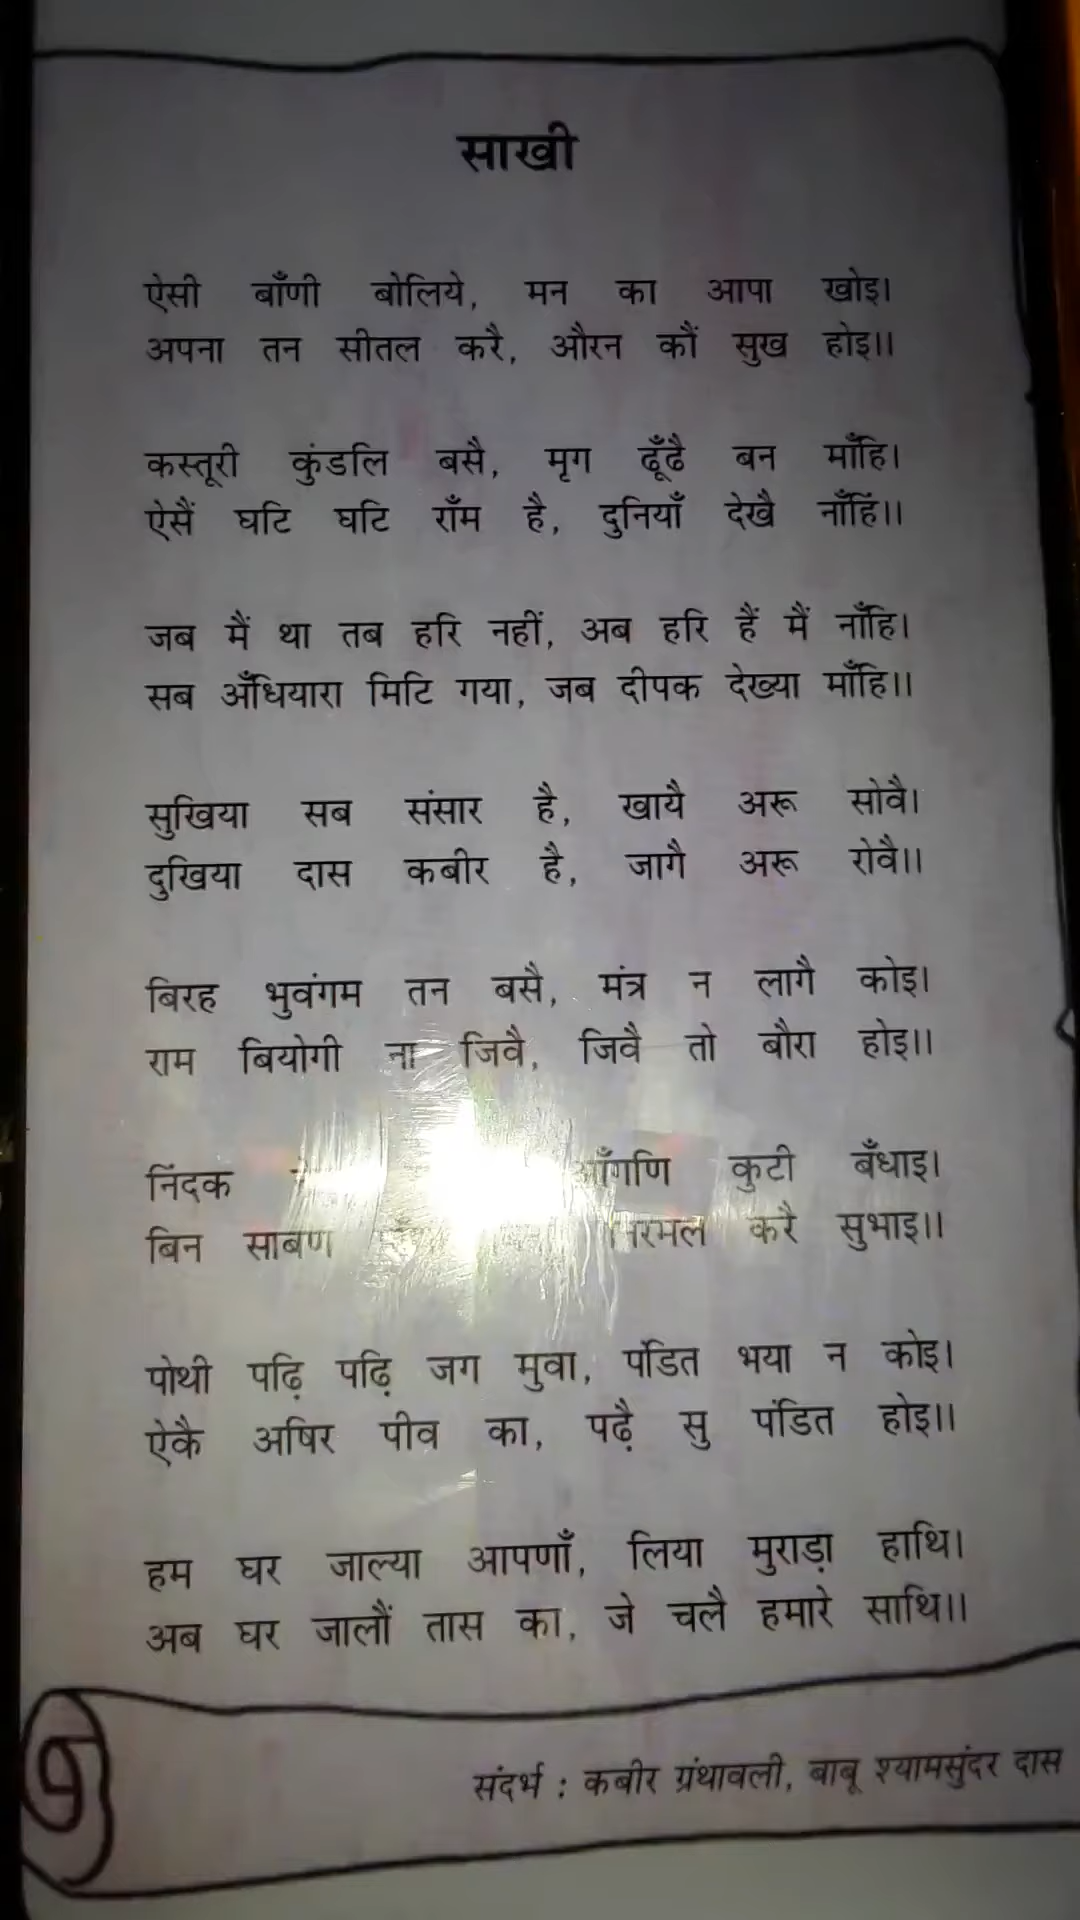 साखी
ऐसी बाँणी बोलिये, मन का आपा खोइ।
अपना तन सीतल करै, औरन कौं सुख होइ॥
कस्तूरी कुंडलि बसै, मृग ढूँढै बन माँहि।
ऐसैं घटि घटि राँम है, दुनियाँ देखै नाँहिं॥
जब मैं था तब हरि नहीं, अब हरि हैं मैं नाँहि।
सब अँधियारा मिटि गया, जब दीपक देख्या माँहि॥
सुखिया सब संसार है, खायै अरू सोवै।
दुखिया दास कबीर है, जागै अरू रोवै॥
बिरह भुवंगम तन बसै, मंत्र न लागै कोइ।
राम बियोगी ना जिवै, जिवै तो बौरा होइ॥
निंदक कुटी बँधाइ।
बिन साबण करै सुभाइ॥
पोथी पढ़ि पढ़ि जग मुवा, पंडित भया न कोइ।
ऐकै अषिर पीव का, पढ़ै सु पंडित होइ॥
हम घर जाल्या आपणाँ, लिया मुराड़ा हाथि।
अब घर जालौं तास का, जे चलै हमारे साथि॥
संदर्भ : कबीर ग्रंथावली, बाबू श्यामसुंदर दास